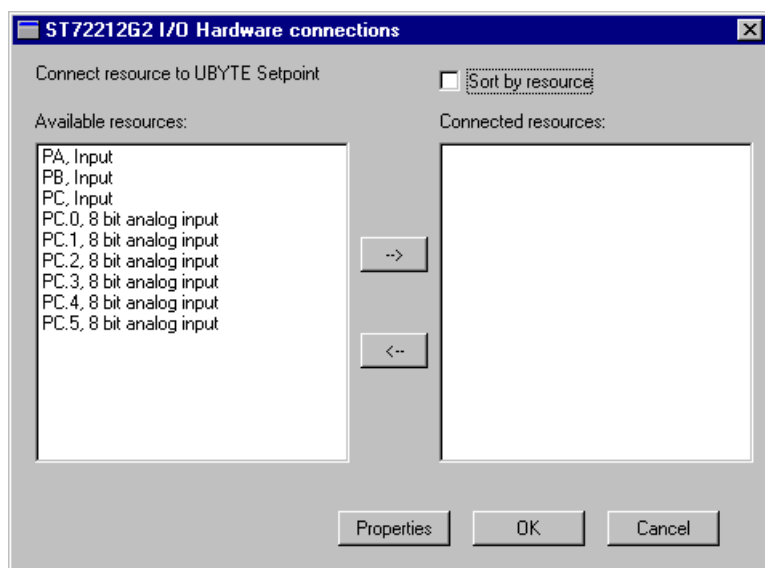 ST72212G2 I/O Hardware connections
Connect resource to UBYTE Setpoint
Sort by resource
Available resources:
Connected resources:
PA, Input
PB, Input
PC, Input
PC.0, 8 bit analog input
PC.1, 8 bit analog input
PC.2, 8 bit analog input
PC.3, 8 bit analog input
PC.4, 8 bit analog input
PC.5, 8 bit analog input
-->
<--
Properties
OK
Cancel